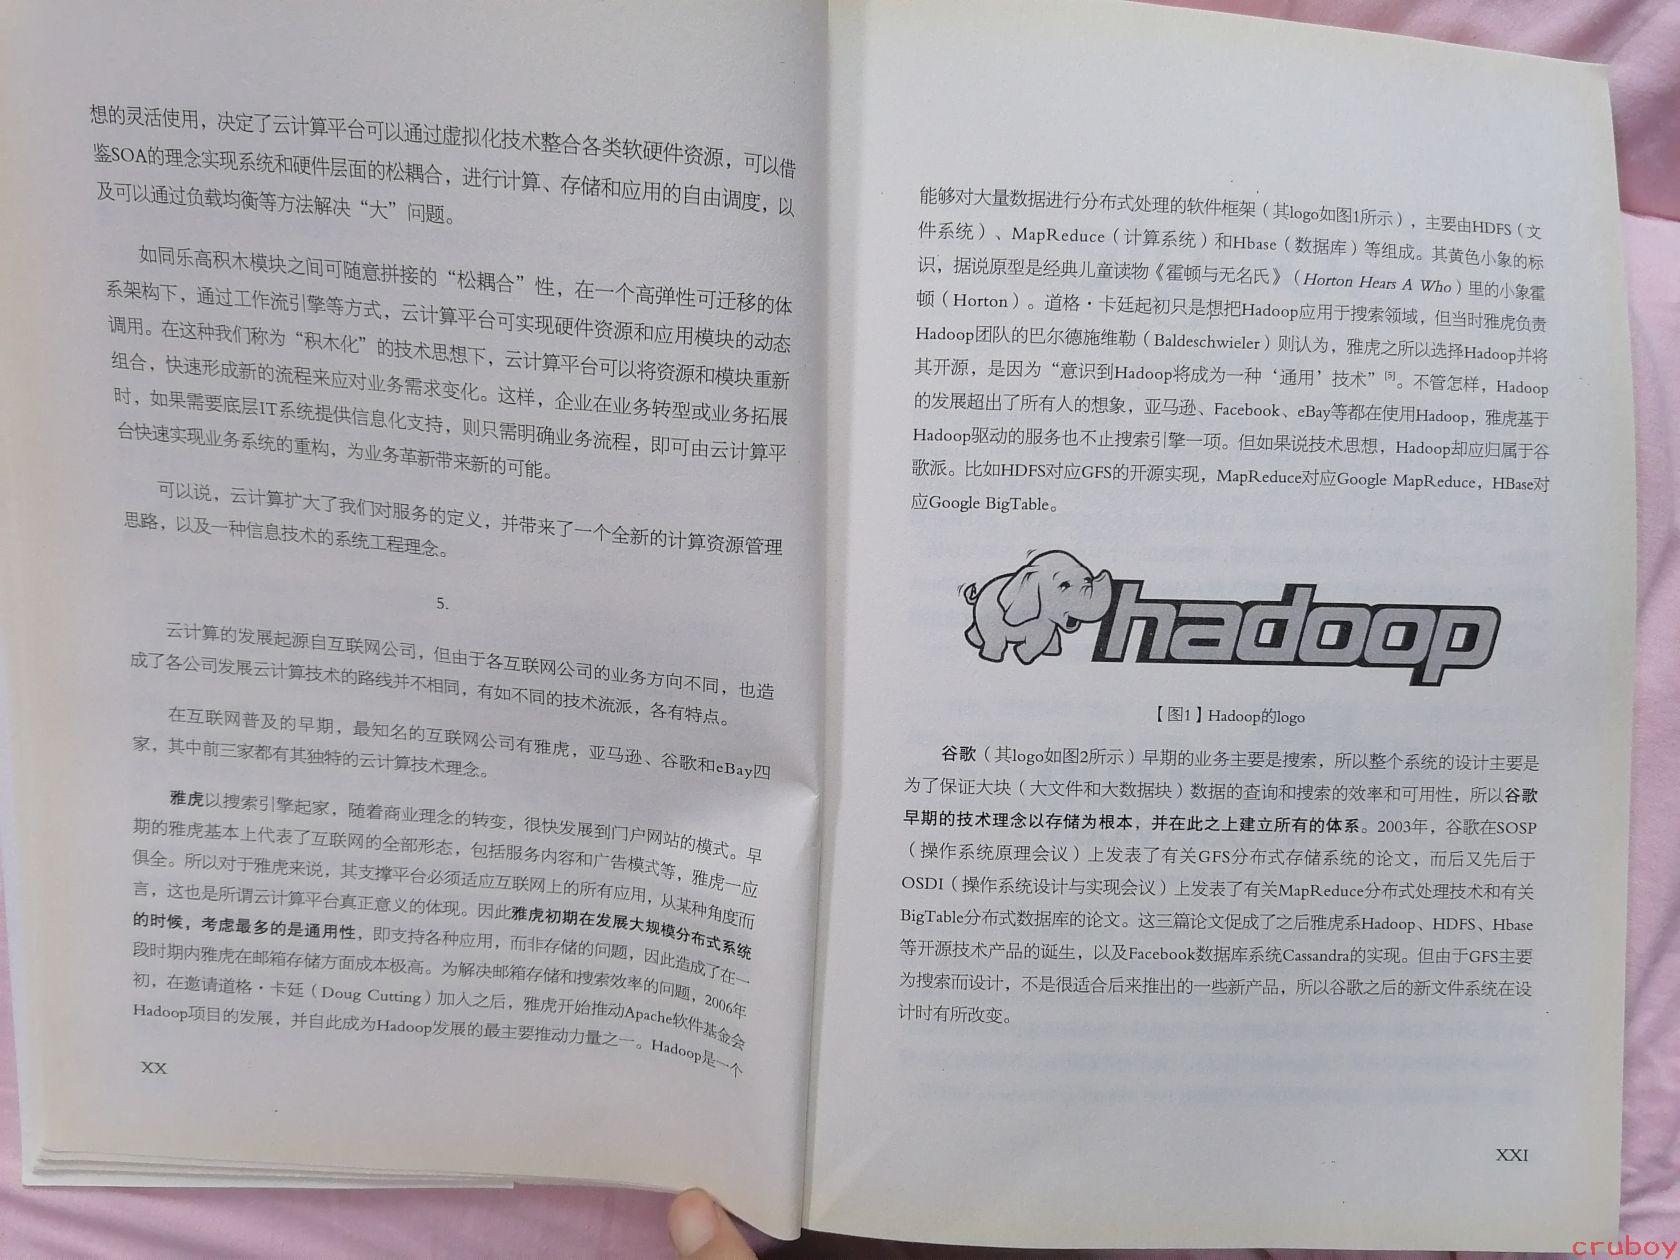 想的灵活使用，决定了云计算平台可以通过虚拟化技术整合各类软硬件资源，可以借
鉴SOA的理念实现系统和硬件层面的松耦合，进行计算、存储和应用的自由调度，以
及可以通过负载均衡等方法解决“大”问题。
如同乐高积木模块之间可随意拼接的“松耦合”性，在一个高弹性可迁移的体
系架构下，通过工作流引擎等方式，云计算平台可实现硬件资源和应用模块的动态
调用。在这种我们称为“积木化”的技术思想下，云计算平台可以将资源和模块重新
组合，快速形成新的流程来应对业务需求变化。这样，企业在业务转型或业务拓展
时，如果需要底层IT系统提供信息化支持，则只需明确业务流程，即可由云计算平
台快速实现业务系统的重构，为业务革新带来新的可能。
可以说，云计算扩大了我们对服务的定义，并带来了一个全新的计算资源管理
思路，以及一种信息技术的系统工程理念。
5.
云计算的发展起源自互联网公司，但由于各互联网公司的业务方向不同，也造
成了各公司发展云计算技术的路线并不相同，有如不同的技术流派，各有特点。
在互联网普及的早期，最知名的互联网公司有雅虎，亚马逊、谷歌和eBay四
家，其中前三家都有其独特的云计算技术理念。
雅虎以搜索引擎起家，随着商业理念的转变，很快发展到门户网站的模式。早
期的雅虎基本上代表了互联网的全部形态，包括服务内容和广告模式等，雅虎一应
俱全。所以对于雅虎来说，其支撑平台必须适应互联网上的所有应用，从某种角度而
言，这也是所谓云计算平台真正意义的体现。因此雅虎初期在发展大规模分布式系统
的时候，考虑最多的是通用性，即支持各种应用，而非存储的问题，因此造成了在一
段时期内雅虎在邮箱存储方面成本极高。为解决邮箱存储和搜索效率的问题，2006年
初，在邀请道格·卡廷（Doug Cutting）加入之后，雅虎开始推动Apache软件基金会
Hadoop项目的发展，并自此成为Hadoop发展的最主要推动力量之一。Hadoop是一个
XX
能够对大量数据进行分布式处理的软件框架（其logo如图1所示），主要由HDFS（文
件系统）、MapReduce（计算系统）和Hbase（数据库）等组成。其黄色小象的标
识，据说原型是经典儿童读物《霍顿与无名氏》（Horton Hears A Who）里的小象霍
顿（Horton）。道格·卡廷起初只是想把Hadoop应用于搜索领域，但当时雅虎负责
Hadoop团队的巴尔德施维勒（Baldeschwieler）则认为，雅虎之所以选择Hadoop并将
其开源，是因为“意识到Hadoop将成为一种‘通用’技术”[5]。不管怎样，Hadoop
的发展超出了所有人的想象，亚马逊、Facebook、eBay等都在使用Hadoop，雅虎基于
Hadoop驱动的服务也不止搜索引擎一项。但如果说技术思想，Hadoop却应归属于谷
歌派。比如HDFS对应GFS的开源实现，MapReduce对应Google MapReduce，HBase对
应Google BigTable。
hadoop
【图1】Hadoop的logo
谷歌（其logo如图2所示）早期的业务主要是搜索，所以整个系统的设计主要是
为了保证大块（大文件和大数据块）数据的查询和搜索的效率和可用性，所以谷歌
早期的技术理念以存储为根本，并在此之上建立所有的体系。2003年，谷歌在SOSP
（操作系统原理会议）上发表了有关GFS分布式存储系统的论文，而后又先后于
OSDI（操作系统设计与实现会议）上发表了有关MapReduce分布式处理技术和有关
BigTable分布式数据库的论文。这三篇论文促成了之后雅虎系Hadoop、HDFS、Hbase
等开源技术产品的诞生，以及Facebook数据库系统Cassandra的实现。但由于GFS主要
为搜索而设计，不是很适合后来推出的一些新产品，所以谷歌之后的新文件系统在设
计时有所改变。
XXI
cruboy